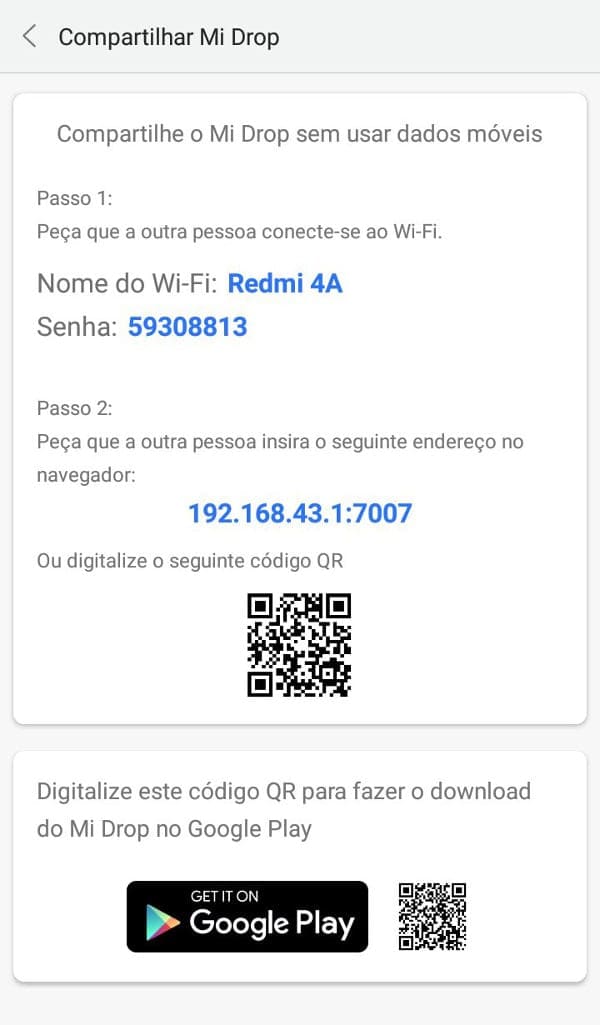 Compartilhar Mi Drop
Compartilhe o Mi Drop sem usar dados móveis
Passo 1:
Peça que a outra pessoa conecte-se ao Wi-Fi.
Nome do Wi-Fi: Redmi 4A
Senha: 59308813
Passo 2:
Peça que a outra pessoa insira o seguinte endereço no
navegador:
192.168.43.1:7007
Ou digitalize o seguinte código QR
Digitalize este código QR para fazer o download
do Mi Drop no Google Play
GET IT ON
Google Play